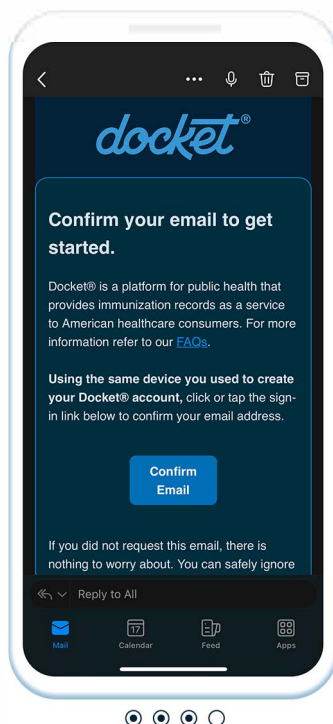 docket®
Confirm your email to get
started.
Docket® is a platform for public health that
provides immunization records as a service
to American healthcare consumers. For more
information refer to our FAQs.
Using the same device you used to create
your Docket® account, click or tap the sign-
in link below to confirm your email address.
Confirm
Email
If you did not request this email, there is
nothing to worry about. You can safely ignore
Reply to All
17
Mail
Calendar
Feed
Apps